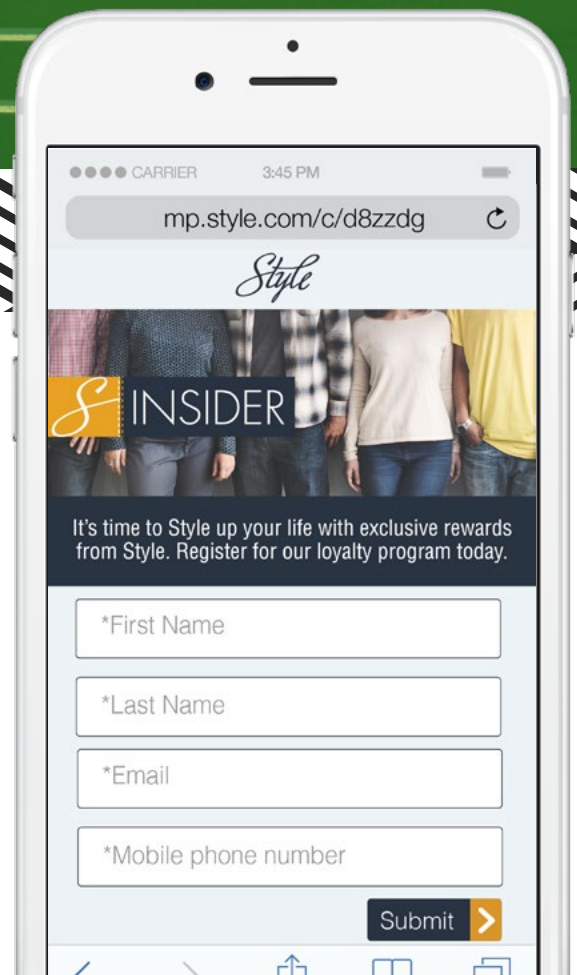 CARRIER 3:45 PM
mp.style.com/c/d8zzdg
Style
S INSIDER
It's time to Style up your life with exclusive rewards
from Style. Register for our loyalty program today.
*First Name
*Last Name
*Email
*Mobile phone number
Submit